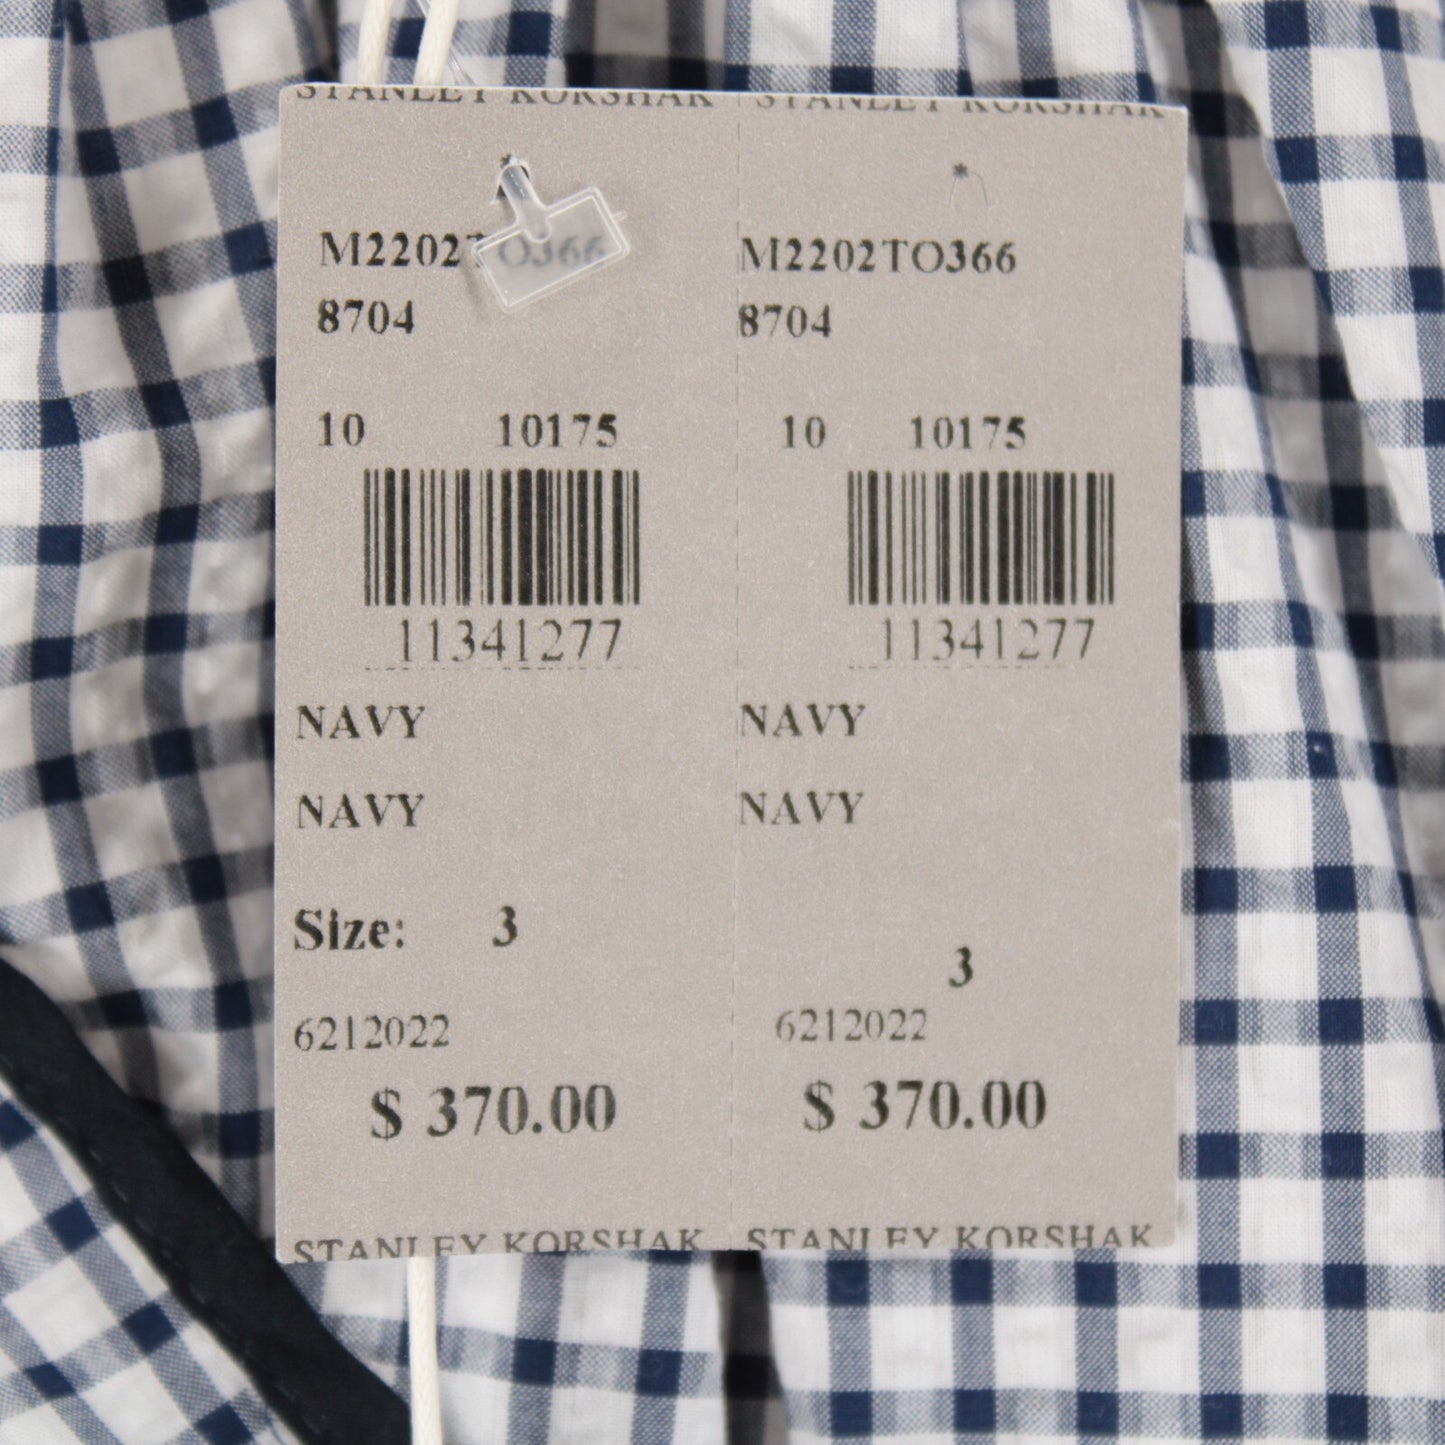 STANLEY KORSHAK STANLEY KORSHAK
M2202TO366 M2202TO366
8704 8704
10 10175 10 10175
11341277 11341277
NAVY NAVY
NAVY NAVY
Size: 3
3
6212022 6212022
$ 370.00 $ 370.00
STANLEY KORSHAK STANLEY KORSHAK